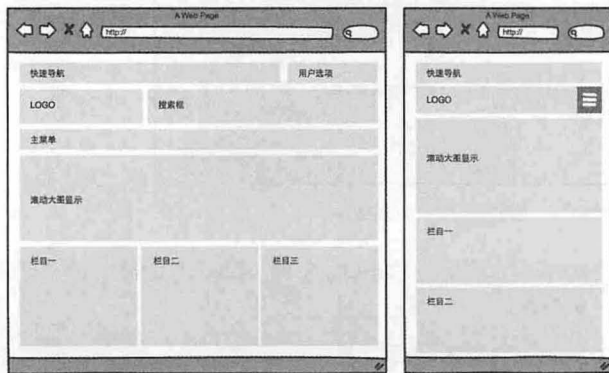 A Web Page
http://
快速导航
用户选项
LOGO
搜索框
主菜单
滚动大图显示
栏目一
栏目二
栏目三
A Web Page
http://
快速导航
LOGO
滚动大图显示
栏目一
栏目二